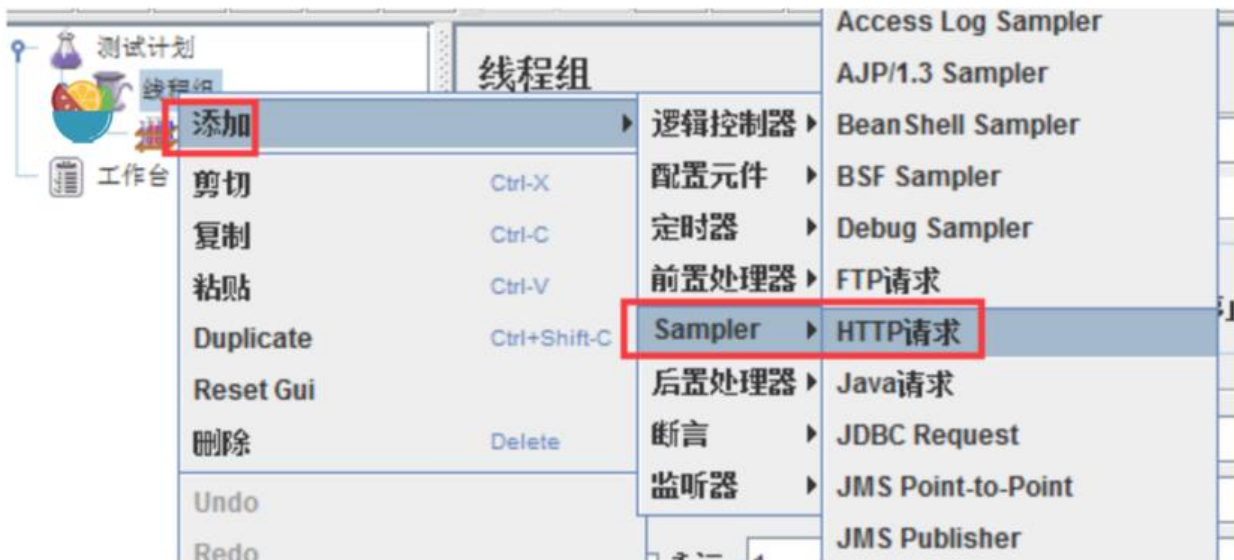 测试计划
线程组
工作台
线程组
添加
剪切 Ctrl-X
复制 Ctrl-C
粘贴 Ctrl-V
Duplicate Ctrl+Shift-C
Reset Gui
删除 Delete
Undo
Redo
逻辑控制器
配置元件
定时器
前置处理器
Sampler
后置处理器
断言
监听器
Access Log Sampler
AJP/1.3 Sampler
BeanShell Sampler
BSF Sampler
Debug Sampler
FTP请求
HTTP请求
Java请求
JDBC Request
JMS Point-to-Point
JMS Publisher